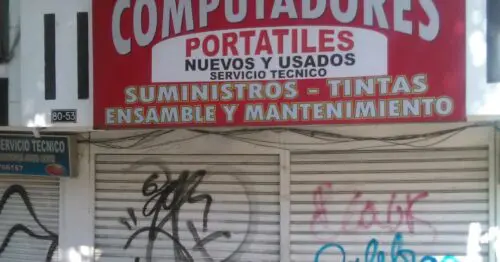 COMPUTADORES
PORTATILES
NUEVOS Y USADOS
SERVICIO TECNICO
SUMINISTROS - TINTAS
ENSAMBLE Y MANTENIMIENTO
80-53
SERVICIO TECNICO